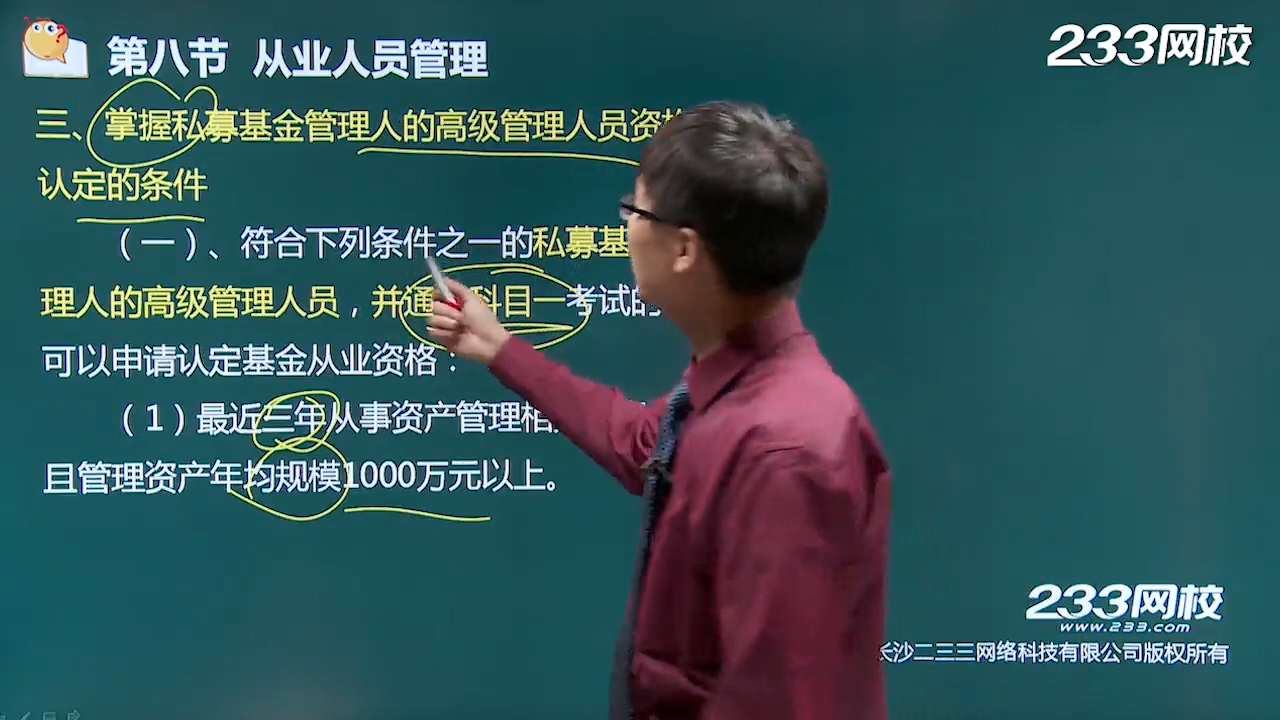 第八节 从业人员管理
233网校
三、掌握私募基金管理人的高级管理人员资格
认定的条件
（一）、符合下列条件之一的私募基
理人的高级管理人员，并通 科目一考试的
可以申请认定基金从业资格：
（1）最近三年从事资产管理相
且管理资产年均规模1000万元以上。
233网校
www.233.com
长沙二三三网络科技有限公司版权所有